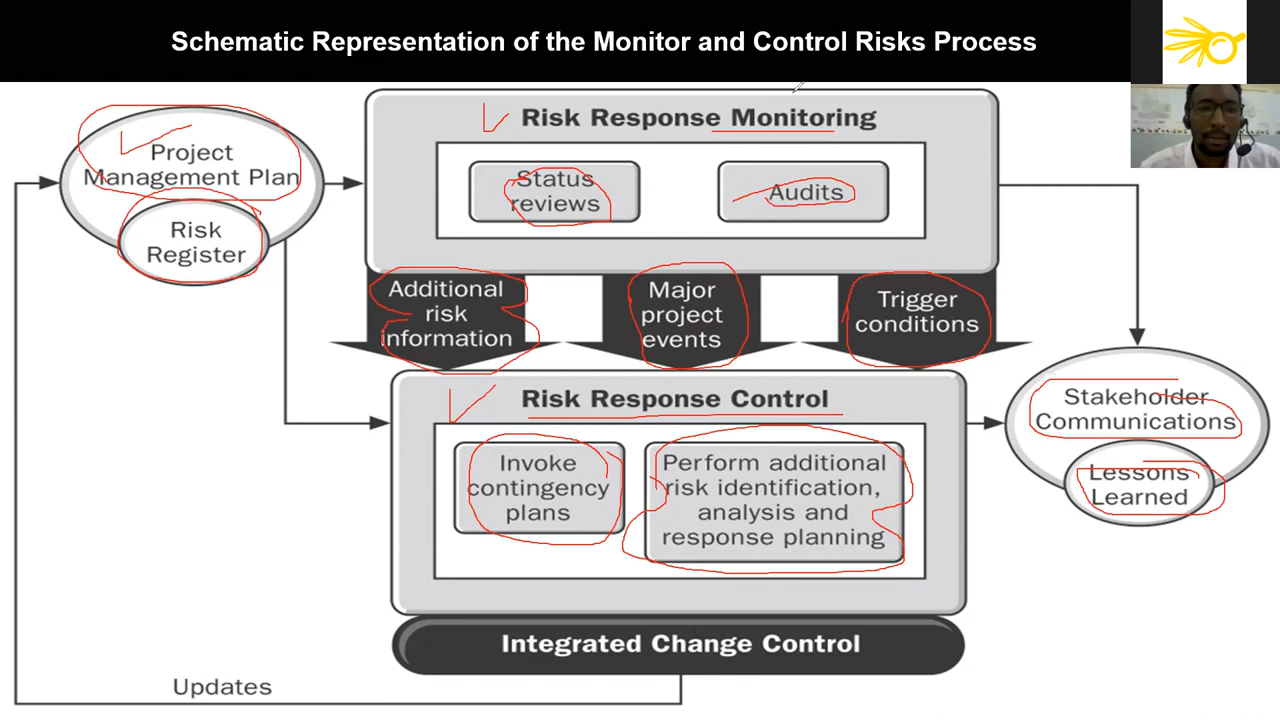 Schematic Representation of the Monitor and Control Risks Process
Project
Management Plan
Risk
Register
Risk Response Monitoring
Status
reviews
Audits
Additional
risk
information
Major
project
events
Trigger
conditions
Risk Response Control
Invoke
contingency
plans
Perform additional
risk identification,
analysis and
response planning
Stakeholder
Communications
Lessons
Learned
Integrated Change Control
Updates